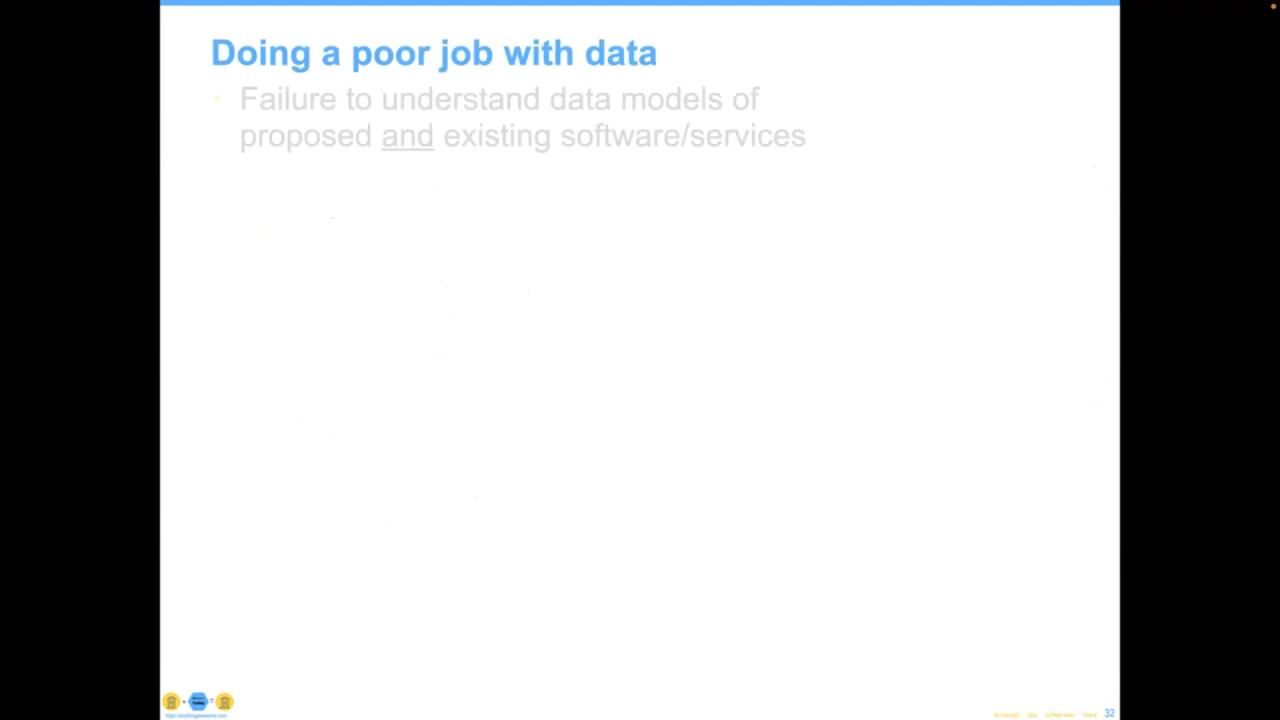 Doing a poor job with data
• Failure to understand data models of
proposed and existing software/services
32